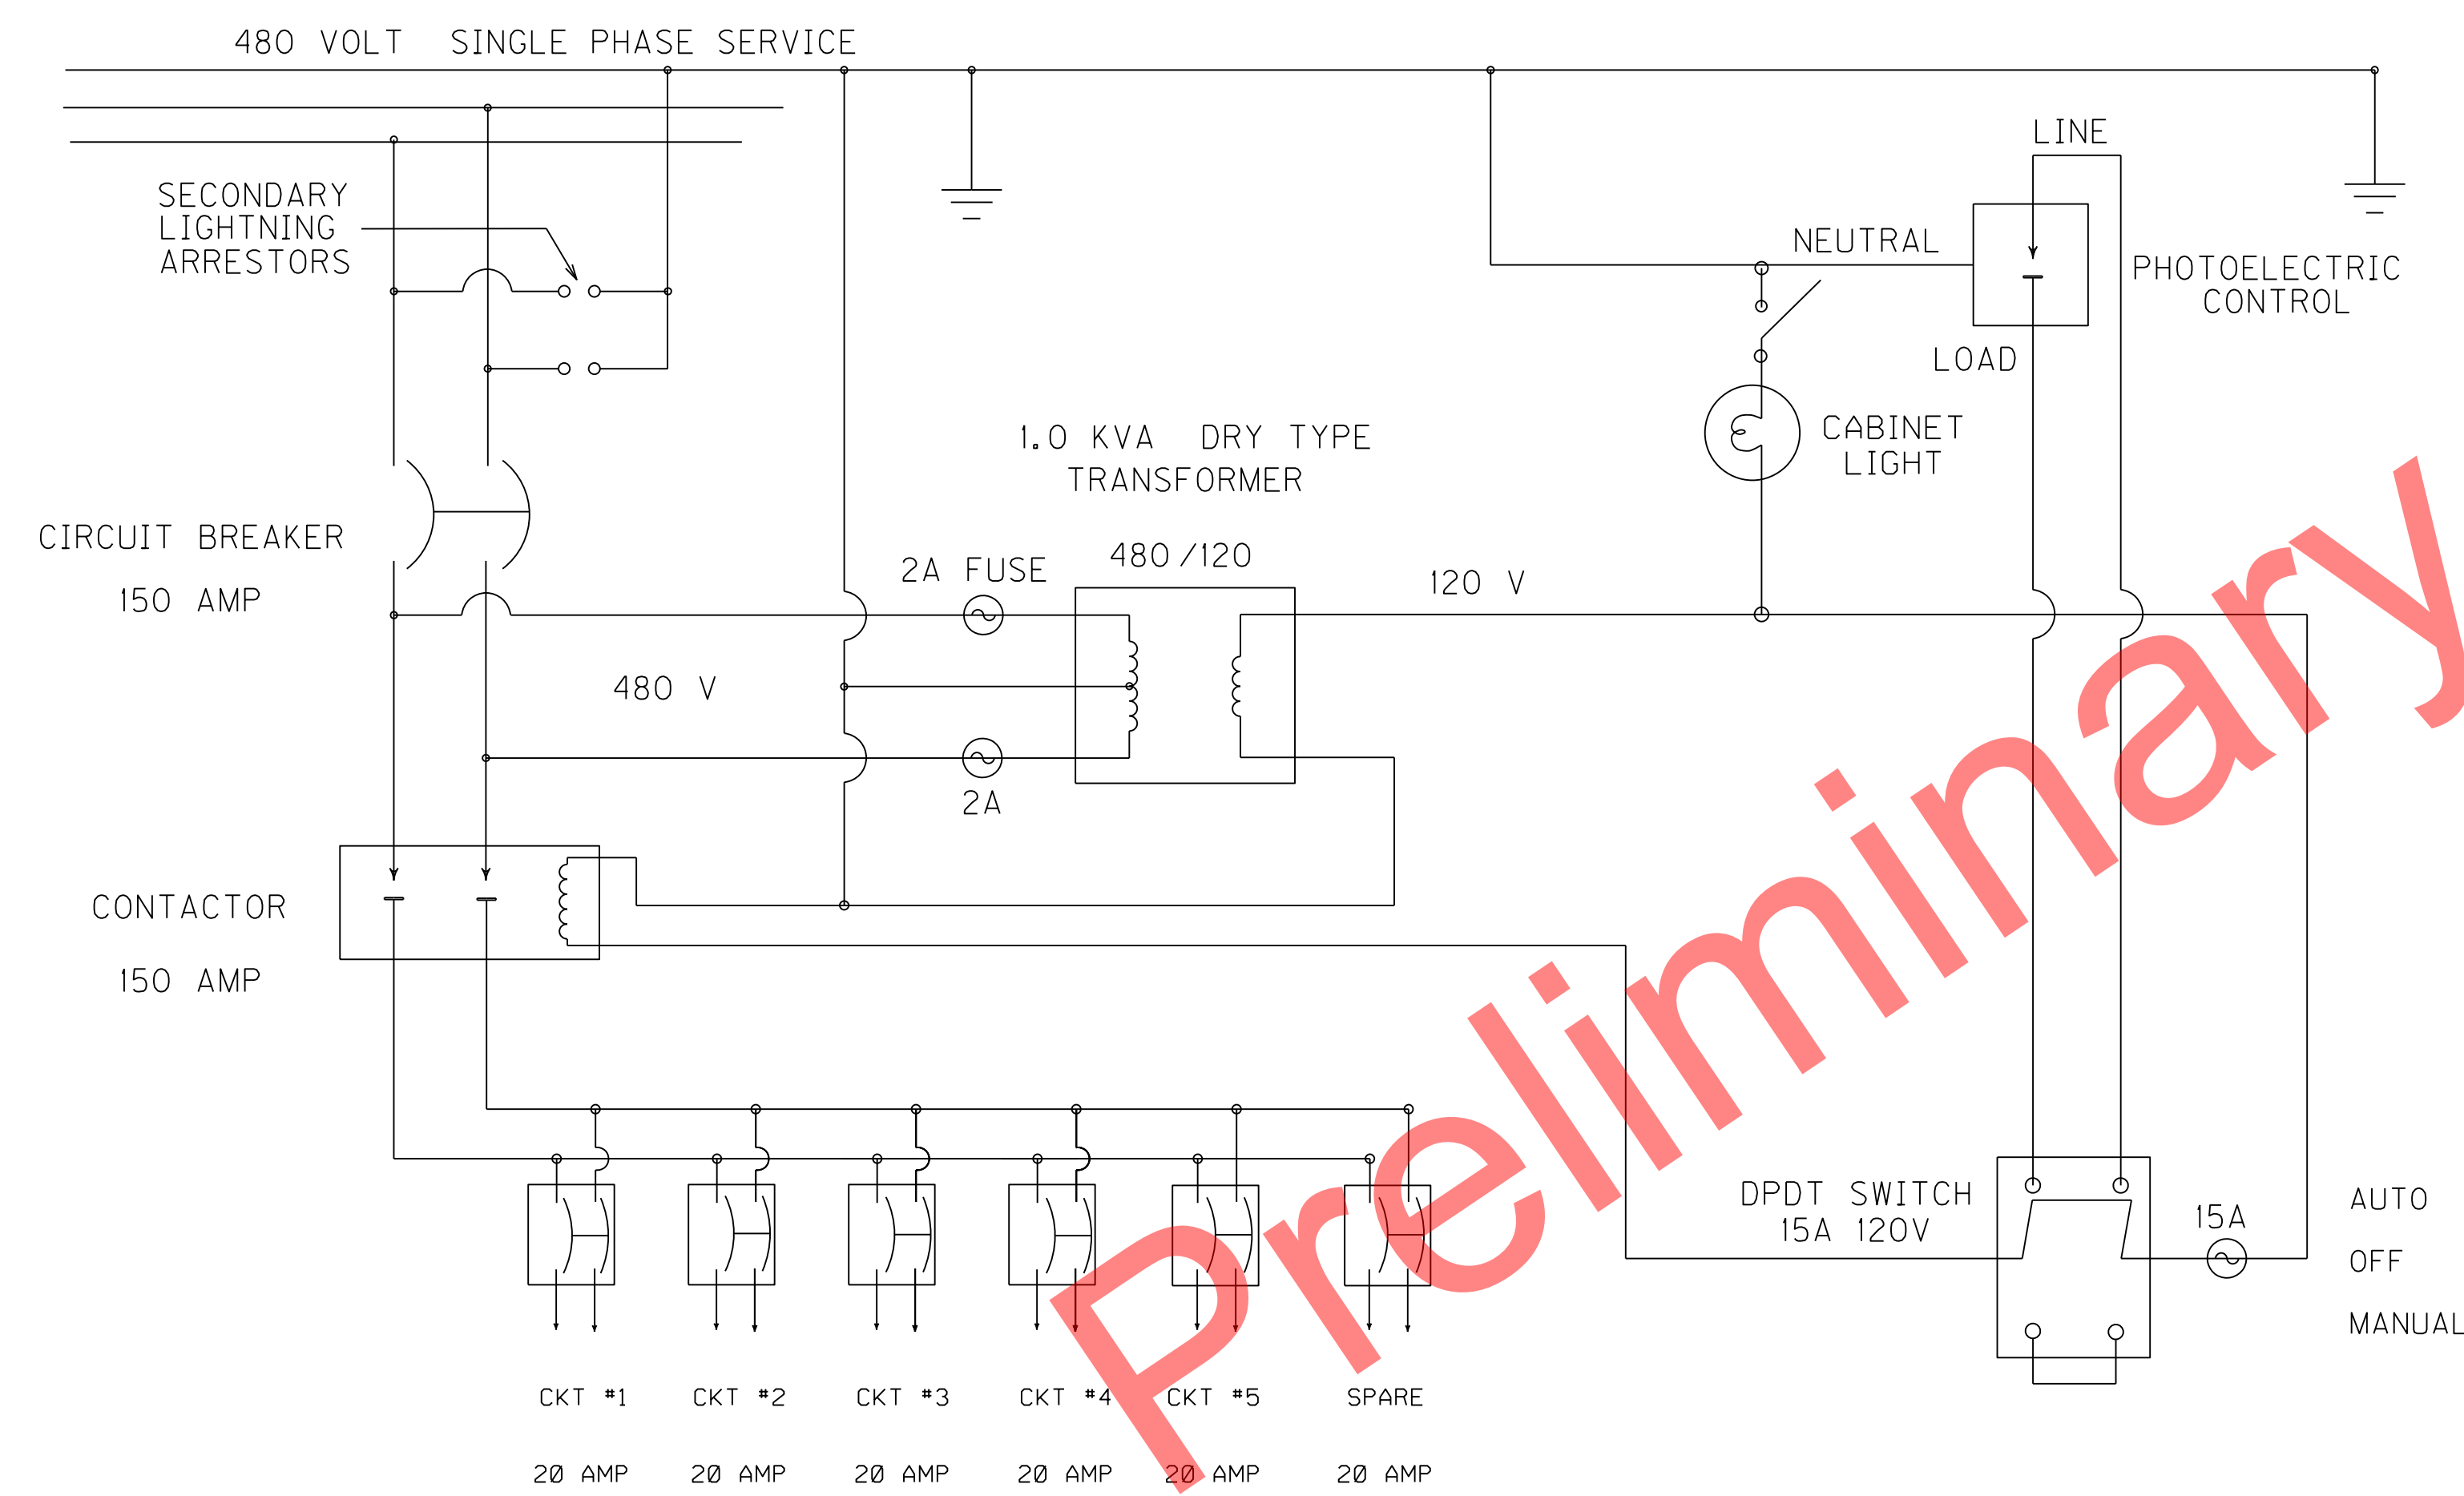 480 VOLT SINGLE PHASE SERVICE
LINE
SECONDARY
LIGHTNING
ARRESTORS
NEUTRAL
PHOTOELECTRIC
CONTROL
LOAD
CABINET
LIGHT
1.0 KVA DRY TYPE
TRANSFORMER
CIRCUIT BREAKER
150 AMP
2A FUSE
480/120
120 V
480 V
2A
CONTACTOR
150 AMP
DPDT SWITCH
15A 120V
15A
AUTO
OFF
MANUAL
CKT #1
CKT #2
CKT #3
CKT #4
CKT #5
SPARE
20 AMP
20 AMP
20 AMP
20 AMP
20 AMP
20 AMP
Preliminary